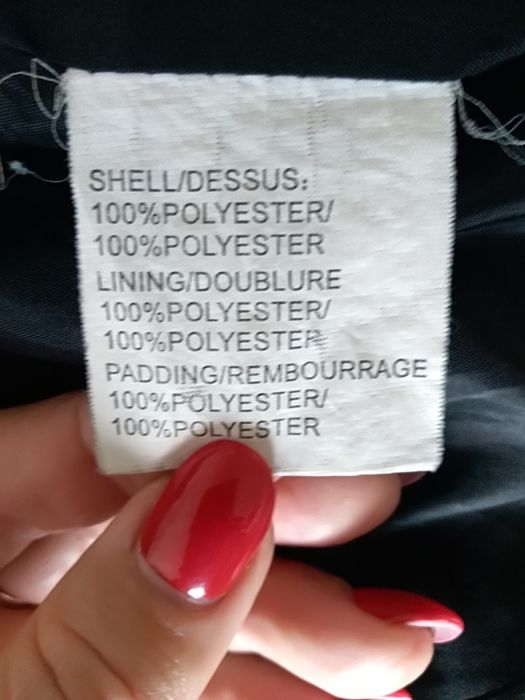 SHELL/DESSUS:
100%POLYESTER/
100%POLYESTER
LINING/DOUBLURE
100%POLYESTER/
100%POLYESTER
PADDING/REMBOURRAGE
100%POLYESTER/
100%POLYESTER